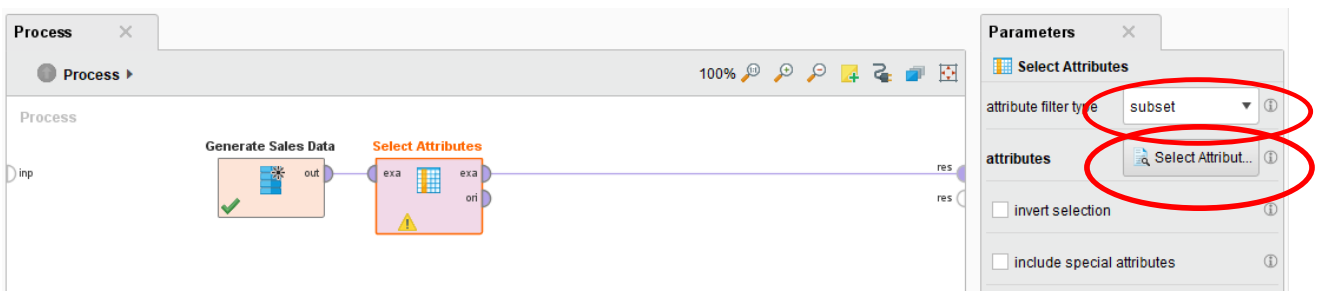 Process
Process
100%
Process
Generate Sales Data
Select Attributes
inp
out
exa
exa
ori
res
res
Parameters
Select Attributes
attribute filter type
subset
attributes
Select Attribut...
invert selection
include special attributes